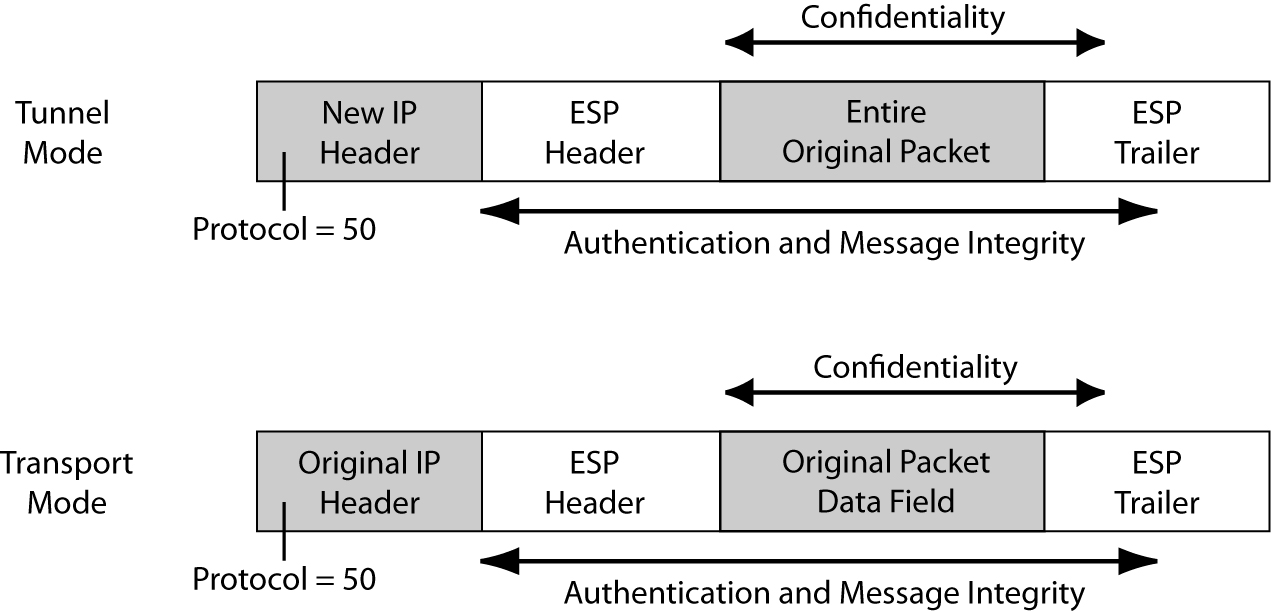 Confidentiality
Tunnel
Mode
New IP
Header
ESP
Header
Entire
Original Packet
ESP
Trailer
Protocol = 50
Authentication and Message Integrity
Confidentiality
Transport
Mode
Original IP
Header
ESP
Header
Original Packet
Data Field
ESP
Trailer
Protocol = 50
Authentication and Message Integrity